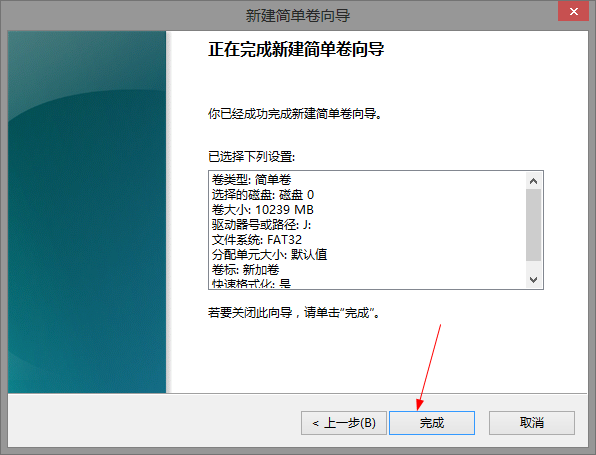 新建简单卷向导
正在完成新建简单卷向导
你已经成功完成新建简单卷向导。
已选择下列设置:
卷类型: 简单卷
选择的磁盘: 磁盘 0
卷大小: 10239 MB
驱动器号或路径: J:
文件系统: FAT32
分配单元大小: 默认值
卷标: 新加卷
快速格式化: 是
若要关闭此向导，请单击"完成"。
< 上一步(B) 完成 取消